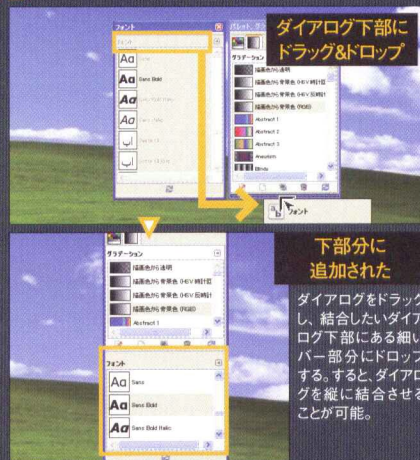 ダイアログ下部に
ドラッグ&ドロップ
フォント
フォント
Sans
Aa Sans Bold
Aa Sans Bold Italic
グラデーション
描画色から透明
描画色から背景色 (HSV 時計回
描画色から背景色 (HSV 反時計
描画色から背景色 (RGB)
Abstract 1
Abstract 2
Abstract 3
Aneurism
Blinds
フォント
下部分に
追加された
グラデーション
描画色から透明
描画色から背景色 (HSV 時計回
描画色から背景色 (HSV 反時計
描画色から背景色 (RGB)
Abstract 1
フォント
Aa Sans
Aa Sans Bold
Aa Sans Bold Italic
ダイアログをドラッグ
し、結合したいダイア
ログ下部にある細い
バー部分にドロップ
する。すると、ダイアロ
グを縦に結合させる
ことが可能。